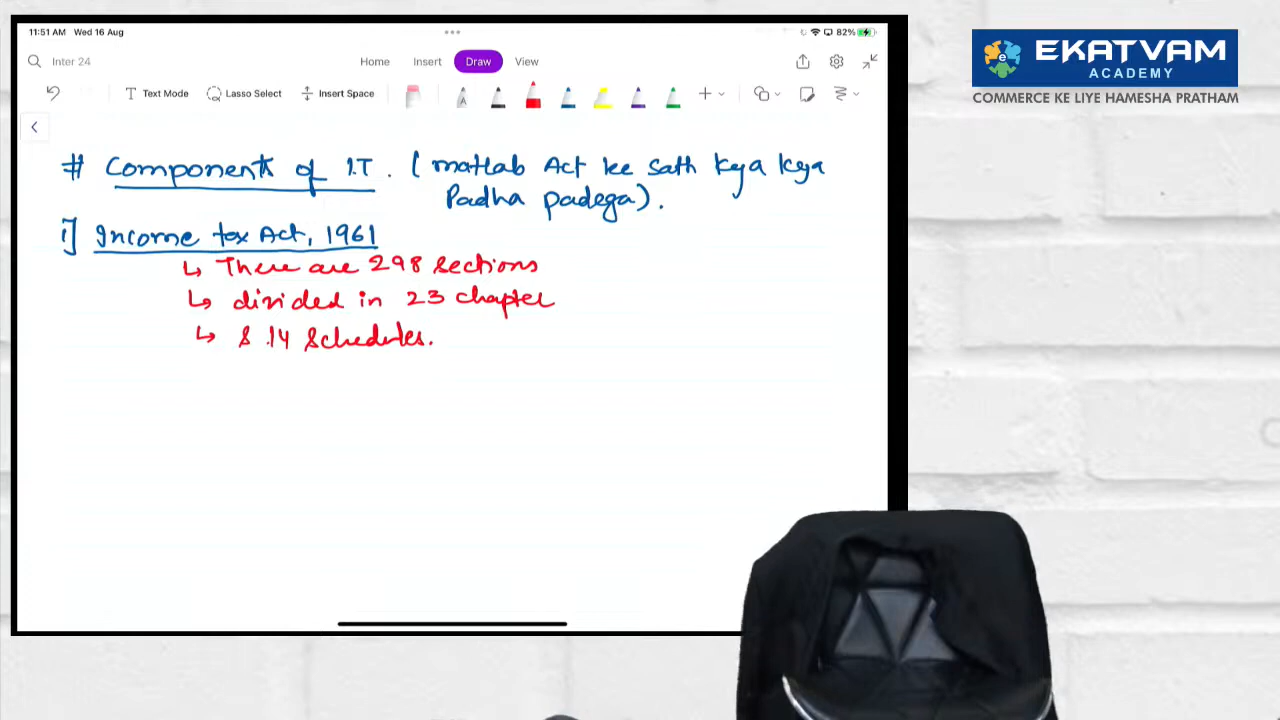 11:51 AM Wed 16 Aug
82%
Inter 24
Home Insert Draw View
Text Mode Lasso Select Insert Space
# Components of I.T. (matlab Act ke sath kya kya
Padha padega).
i] Income tax Act, 1961
↳ There are 298 sections
↳ divided in 23 chapter
↳ & 14 Schedules.
EKATVAM
ACADEMY
COMMERCE KE LIYE HAMESHA PRATHAM